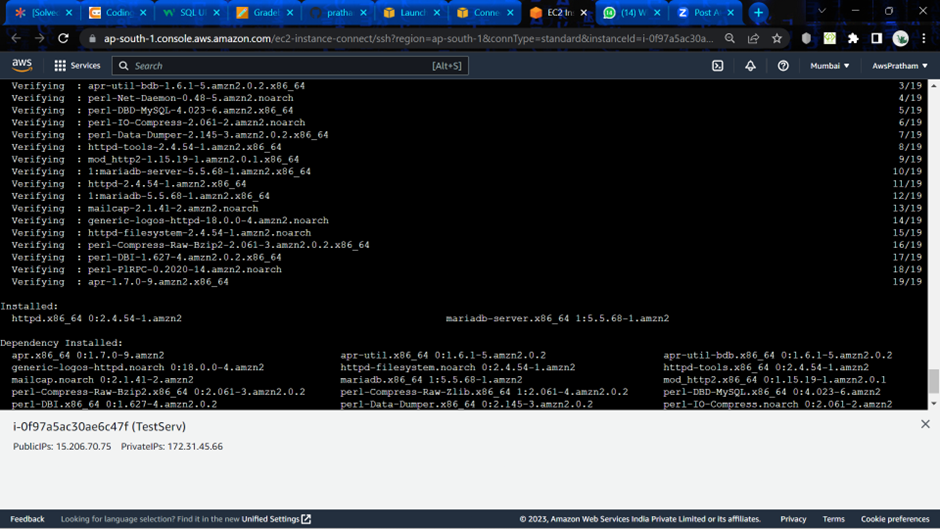 {Solve
Coding
SQL UI
Gradel
pratha
Launch
Conne
EC2 In
(14) W
Post A
ap-south-1.console.aws.amazon.com/ec2-instance-connect/ssh?region=ap-south-1&connType=standard&instanceId=i-0f97a5ac30a...
aws Services Search [Alt+S] Mumbai AwsPratham
Verifying : apr-util-bdb-1.6.1-5.amzn2.0.2.x86_64 3/19
Verifying : perl-Net-Daemon-0.48-5.amzn2.noarch 4/19
Verifying : perl-DBD-MySQL-4.023-6.amzn2.x86_64 5/19
Verifying : perl-IO-Compress-2.061-2.amzn2.noarch 6/19
Verifying : perl-Data-Dumper-2.145-3.amzn2.0.2.x86_64 7/19
Verifying : httpd-tools-2.4.54-1.amzn2.x86_64 8/19
Verifying : mod_http2-1.15.19-1.amzn2.0.1.x86_64 9/19
Verifying : 1:mariadb-server-5.5.68-1.amzn2.x86_64 10/19
Verifying : httpd-2.4.54-1.amzn2.x86_64 11/19
Verifying : 1:mariadb-5.5.68-1.amzn2.x86_64 12/19
Verifying : mailcap-2.1.41-2.amzn2.noarch 13/19
Verifying : generic-logos-httpd-18.0.0-4.amzn2.noarch 14/19
Verifying : httpd-filesystem-2.4.54-1.amzn2.noarch 15/19
Verifying : perl-Compress-Raw-Bzip2-2.061-3.amzn2.0.2.x86_64 16/19
Verifying : perl-DBI-1.627-4.amzn2.0.2.x86_64 17/19
Verifying : perl-PlRPC-0.2020-14.amzn2.noarch 18/19
Verifying : apr-1.7.0-9.amzn2.x86_64 19/19
Installed:
httpd.x86_64 0:2.4.54-1.amzn2 mariadb-server.x86_64 1:5.5.68-1.amzn2
Dependency Installed:
apr.x86_64 0:1.7.0-9.amzn2 apr-util.x86_64 0:1.6.1-5.amzn2.0.2 apr-util-bdb.x86_64 0:1.6.1-5.amzn2.0.2
generic-logos-httpd.noarch 0:18.0.0-4.amzn2 httpd-filesystem.noarch 0:2.4.54-1.amzn2 httpd-tools.x86_64 0:2.4.54-1.amzn2
mailcap.noarch 0:2.1.41-2.amzn2 mariadb.x86_64 1:5.5.68-1.amzn2 mod_http2.x86_64 0:1.15.19-1.amzn2.0.1
perl-Compress-Raw-Bzip2.x86_64 0:2.061-3.amzn2.0.2 perl-Compress-Raw-Zlib.x86_64 1:2.061-4.amzn2.0.2 perl-DBD-MySQL.x86_64 0:4.023-6.amzn2
perl-DBI.x86_64 0:1.627-4.amzn2.0.2 perl-Data-Dumper.x86_64 0:2.145-3.amzn2.0.2 perl-IO-Compress.noarch 0:2.061-2.amzn2
i-0f97a5ac30ae6c47f (TestServ)
PublicIPs: 15.206.70.75 PrivateIPs: 172.31.45.66
Feedback Looking for language selection? Find it in the new Unified Settings © 2023, Amazon Web Services India Private Limited or its affiliates. Privacy Terms Cookie preferences